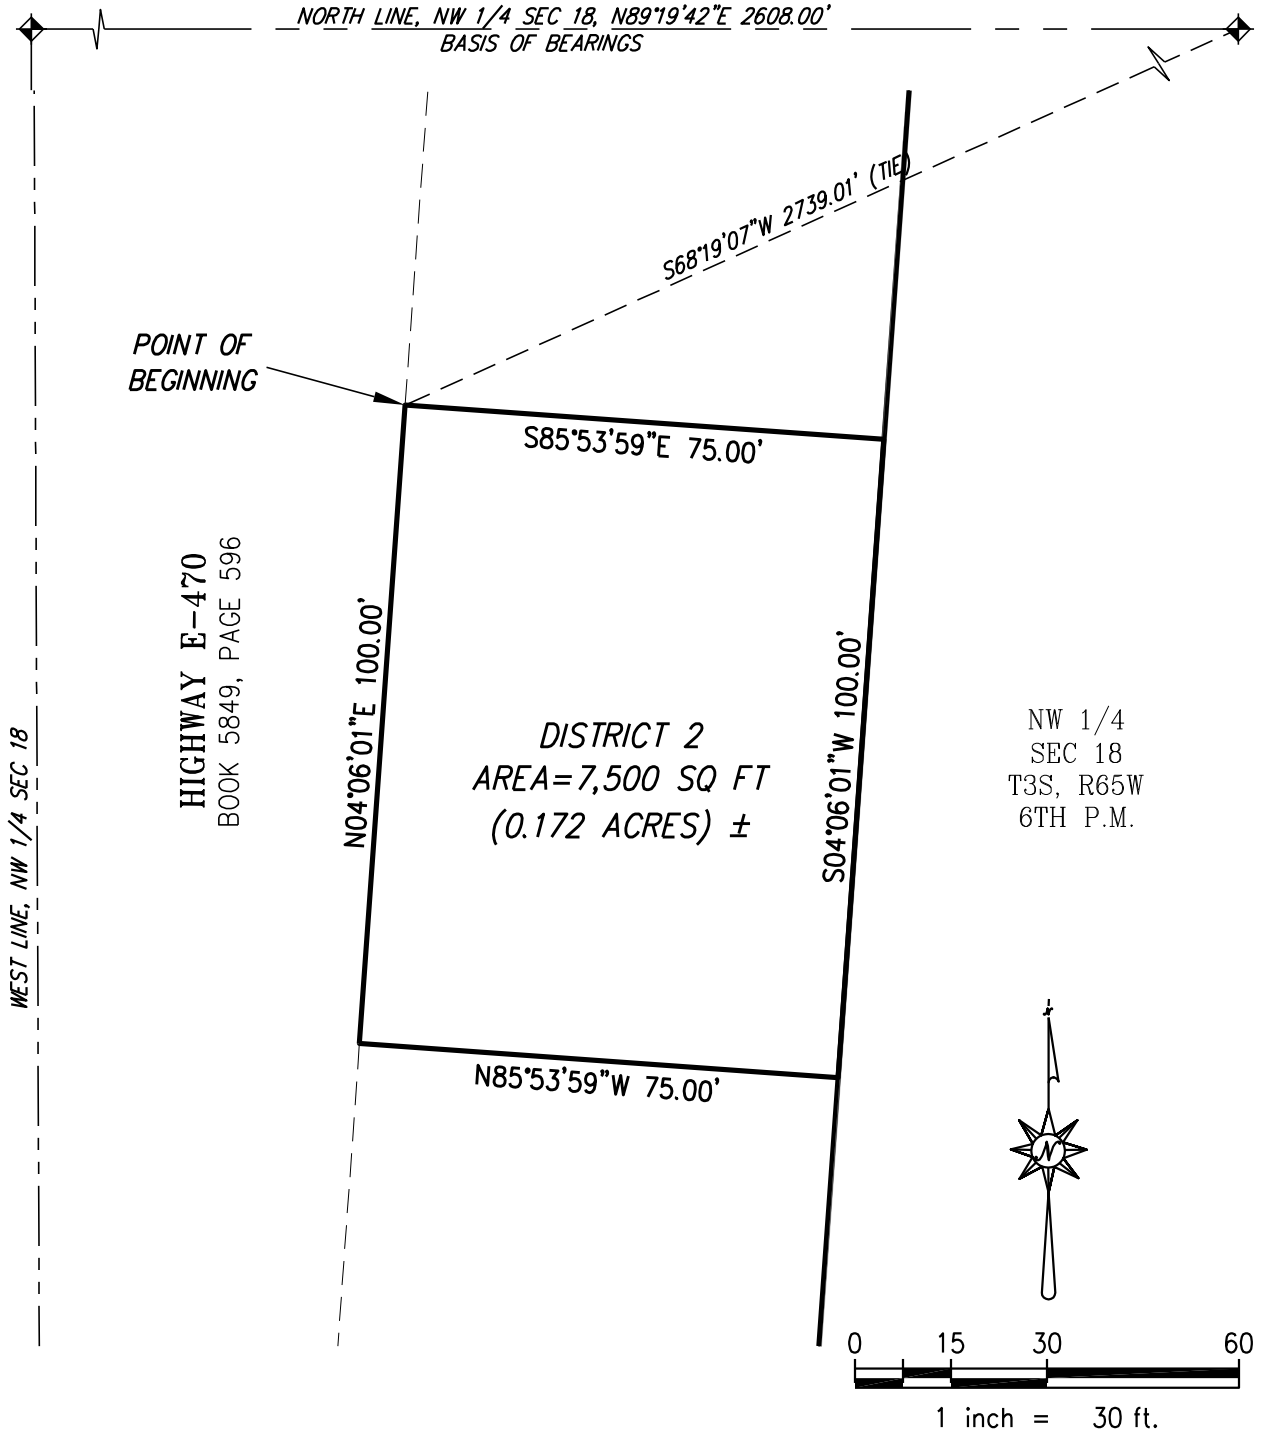 NORTH LINE, NW 1/4 SEC 18, N89°19'42"E 2608.00'
BASIS OF BEARINGS
S68°19'07"W 2739.01' (TIE)
POINT OF
BEGINNING
S85°53'59"E 75.00'
HIGHWAY E-470
BOOK 5849, PAGE 596
N04°06'01"E 100.00'
S04°06'01"W 100.00'
DISTRICT 2
AREA=7,500 SQ FT
(0.172 ACRES) ±
NW 1/4
SEC 18
T3S, R65W
6TH P.M.
WEST LINE, NW 1/4 SEC 18
N85°53'59"W 75.00'
N
0 15 30 60
1 inch = 30 ft.